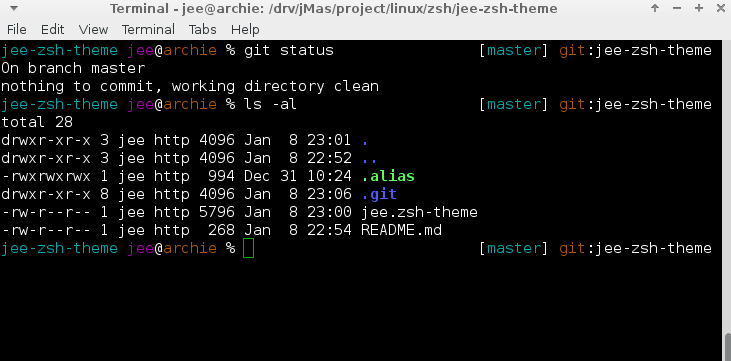 Terminal - jee@archie: /drv/jMas/project/linux/zsh/jee-zsh-theme
File Edit View Terminal Tabs Help
jee-zsh-theme jee@archie % git status [master] git:jee-zsh-theme
On branch master
nothing to commit, working directory clean
jee-zsh-theme jee@archie % ls -al [master] git:jee-zsh-theme
total 28
drwxr-xr-x 3 jee http 4096 Jan  8 23:01 .
drwxr-xr-x 3 jee http 4096 Jan  8 22:52 ..
-rwxrwxrwx 1 jee http  994 Dec 31 10:24 .alias
drwxr-xr-x 8 jee http 4096 Jan  8 23:06 .git
-rw-r--r-- 1 jee http 5796 Jan  8 23:00 jee.zsh-theme
-rw-r--r-- 1 jee http  268 Jan  8 22:54 README.md
jee-zsh-theme jee@archie % [master] git:jee-zsh-theme